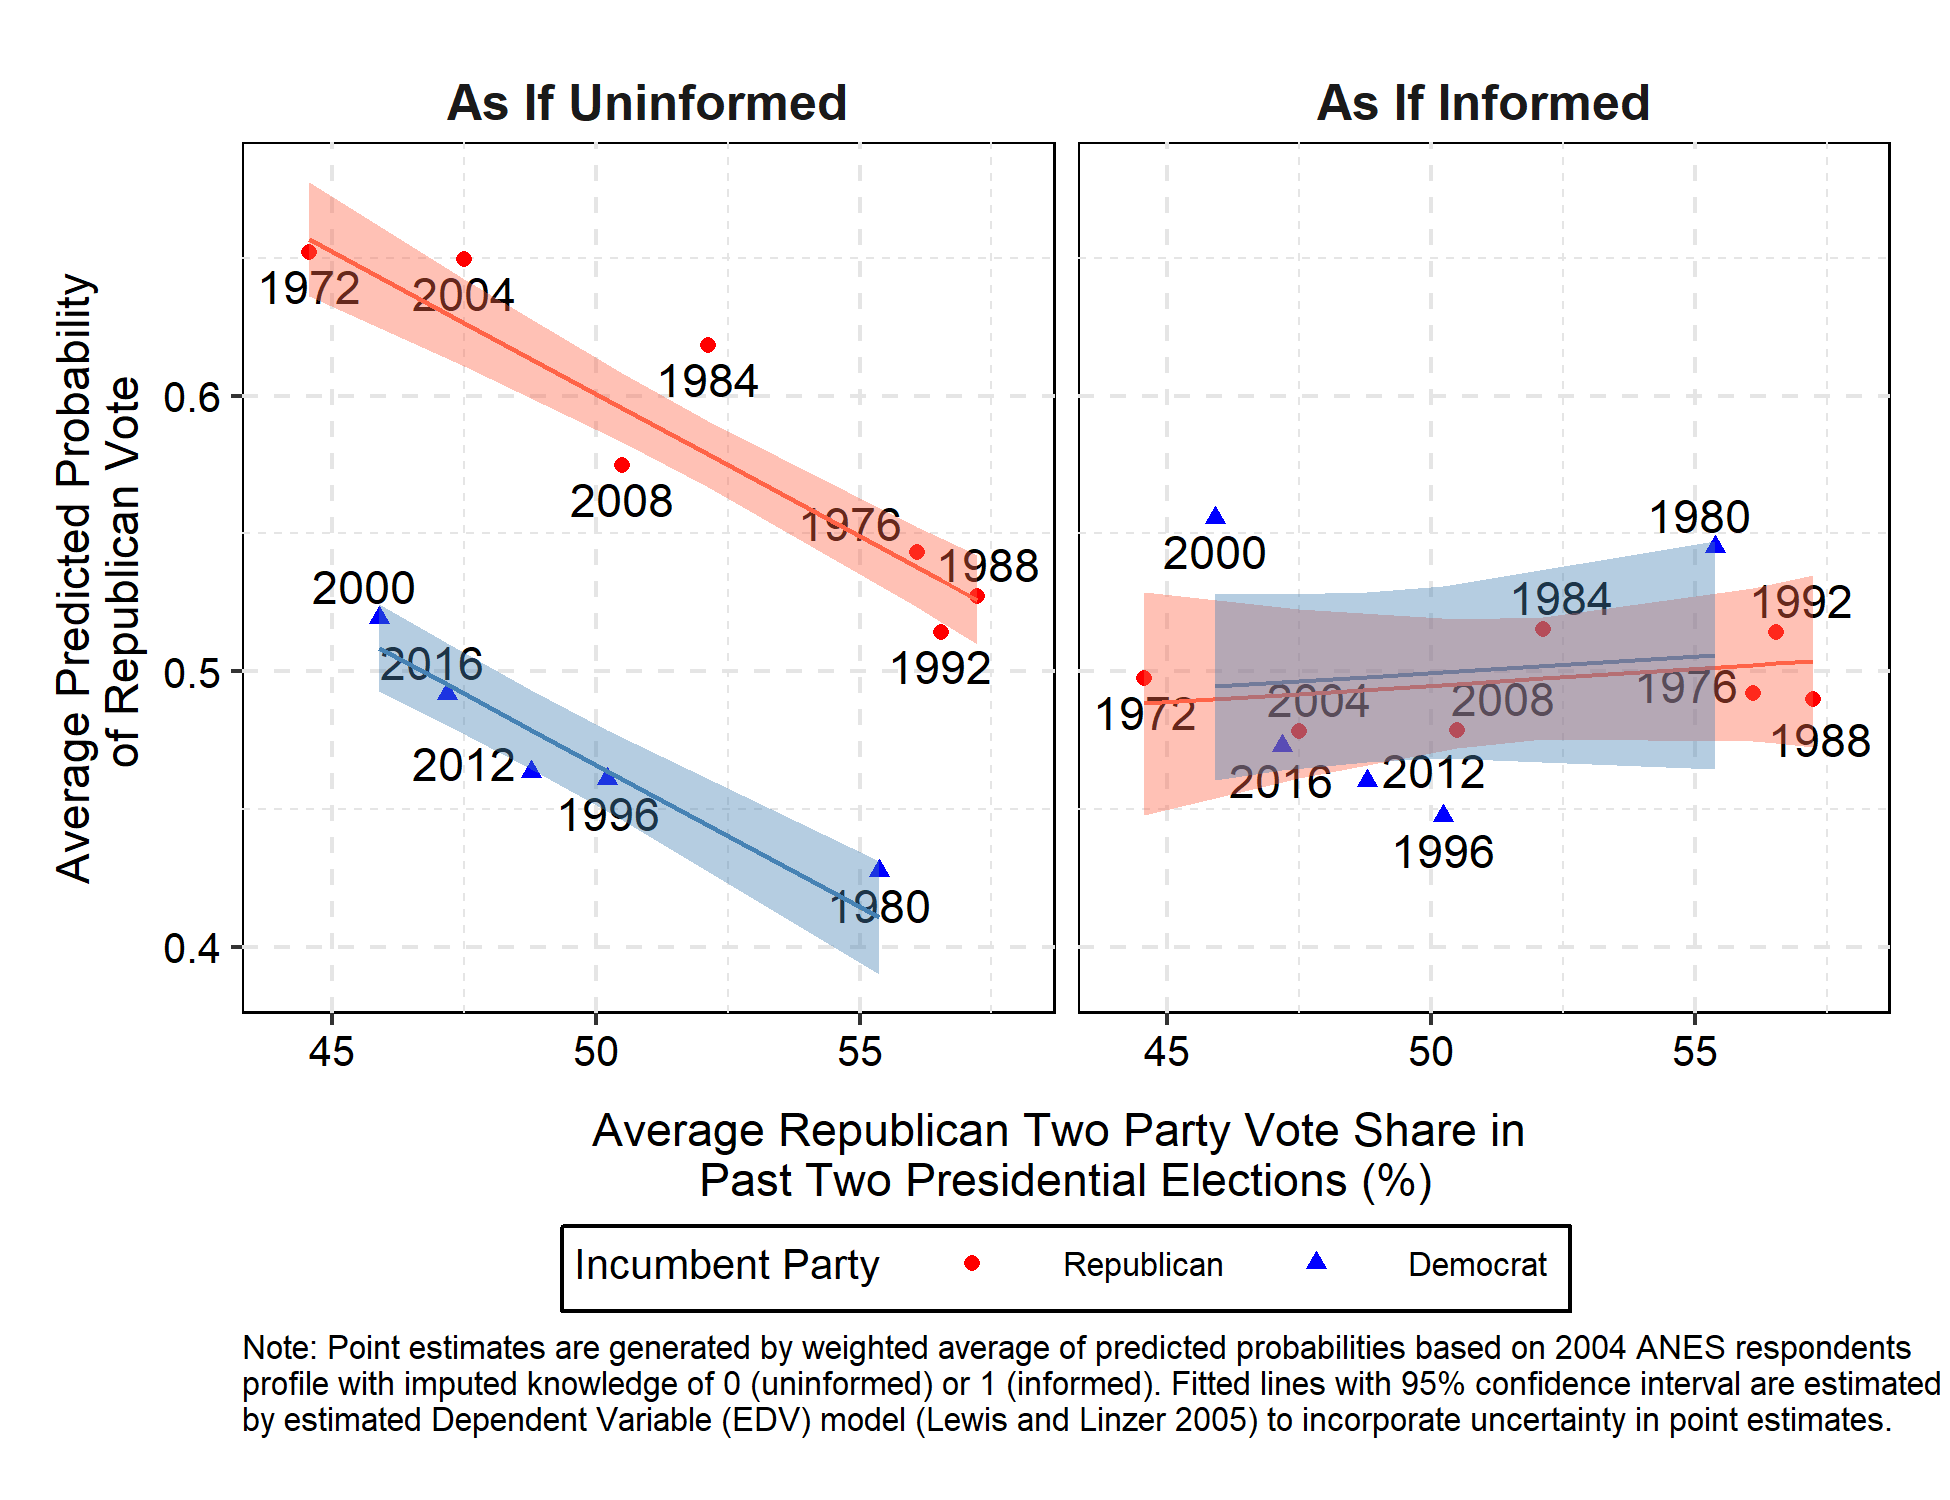 As If Uninformed
As If Informed
Average Predicted Probability
of Republican Vote
0.6
0.5
0.4
1972
2004
1984
2008
1976
1988
1992
2000
2016
2012
1996
1980
2000
1980
1984
1992
1972
2004
2008
1976
1988
2016
2012
1996
45
50
55
45
50
55
Average Republican Two Party Vote Share in
Past Two Presidential Elections (%)
Incumbent Party
Republican
Democrat
Note: Point estimates are generated by weighted average of predicted probabilities based on 2004 ANES respondents
profile with imputed knowledge of 0 (uninformed) or 1 (informed). Fitted lines with 95% confidence interval are estimated
by estimated Dependent Variable (EDV) model (Lewis and Linzer 2005) to incorporate uncertainty in point estimates.